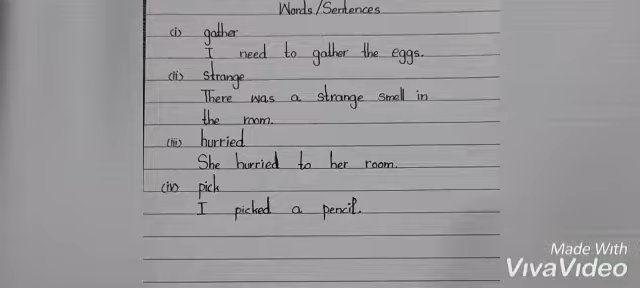 Words/Sentences
(i) gather
I need to gather the eggs.
(ii) strange
There was a strange smell in
the room.
(iii) hurried
She hurried to her room.
(iv) pick
I picked a pencil.
Made With
VivaVideo